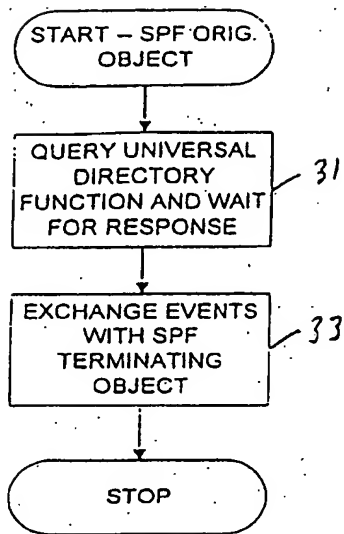 START – SPF ORIG.
OBJECT
QUERY UNIVERSAL
DIRECTORY
FUNCTION AND WAIT
FOR RESPONSE
31
EXCHANGE EVENTS
WITH SPF
TERMINATING
OBJECT
33
STOP